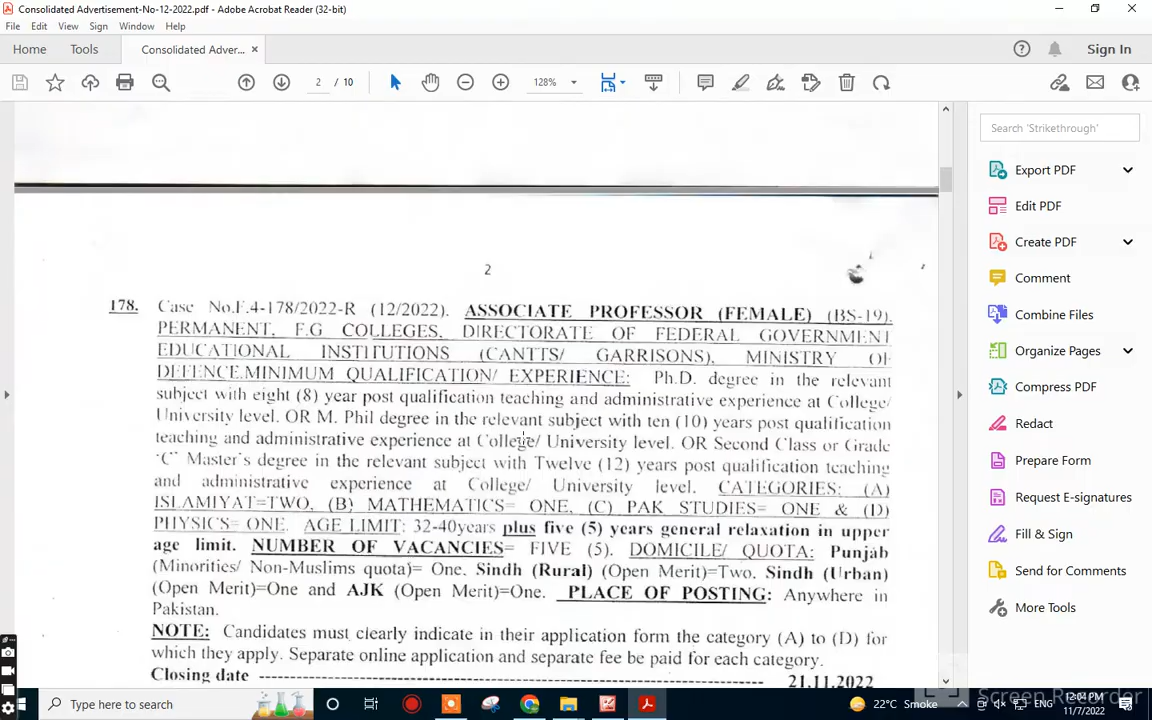 Consolidated-Advertisement-No-12-2022.pdf - Adobe Acrobat Reader (32-bit)
File Edit View Sign Window Help
Home Tools Consolidated Adver... × Sign In
2 / 10 128%
Search 'Strikethrough'
Export PDF
Edit PDF
Create PDF
Comment
Combine Files
Organize Pages
Compress PDF
Redact
Prepare Form
Request E-signatures
Fill & Sign
Send for Comments
More Tools
2
178. Case No.F.4-178/2022-R (12/2022). ASSOCIATE PROFESSOR (FEMALE) (BS-19),
PERMANENT, F.G COLLEGES, DIRECTORATE OF FEDERAL GOVERNMENT
EDUCATIONAL INSTITUTIONS (CANTTS/ GARRISONS), MINISTRY OF
DEFENCE.MINIMUM QUALIFICATION/ EXPERIENCE: Ph.D. degree in the relevant
subject with eight (8) year post qualification teaching and administrative experience at College/
University level. OR M. Phil degree in the relevant subject with ten (10) years post qualification
teaching and administrative experience at College/ University level. OR Second Class or Grade
'C' Master's degree in the relevant subject with Twelve (12) years post qualification teaching
and administrative experience at College/ University level. CATEGORIES: (A)
ISLAMIYAT=TWO, (B) MATHEMATICS= ONE, (C) PAK STUDIES= ONE & (D)
PHYSICS= ONE. AGE LIMIT: 32-40years plus five (5) years general relaxation in upper
age limit. NUMBER OF VACANCIES= FIVE (5). DOMICILE/ QUOTA: Punjab
(Minorities/ Non-Muslims quota)= One. Sindh (Rural) (Open Merit)=Two. Sindh (Urban)
(Open Merit)=One and AJK (Open Merit)=One. PLACE OF POSTING: Anywhere in
Pakistan.
NOTE: Candidates must clearly indicate in their application form the category (A) to (D) for
which they apply. Separate online application and separate fee be paid for each category.
Closing date ---------------------------------------------------------------- 21.11.2022
Screen Recorder
Type here to search
22°C Smoke
ENG
12:04 PM
11/7/2022